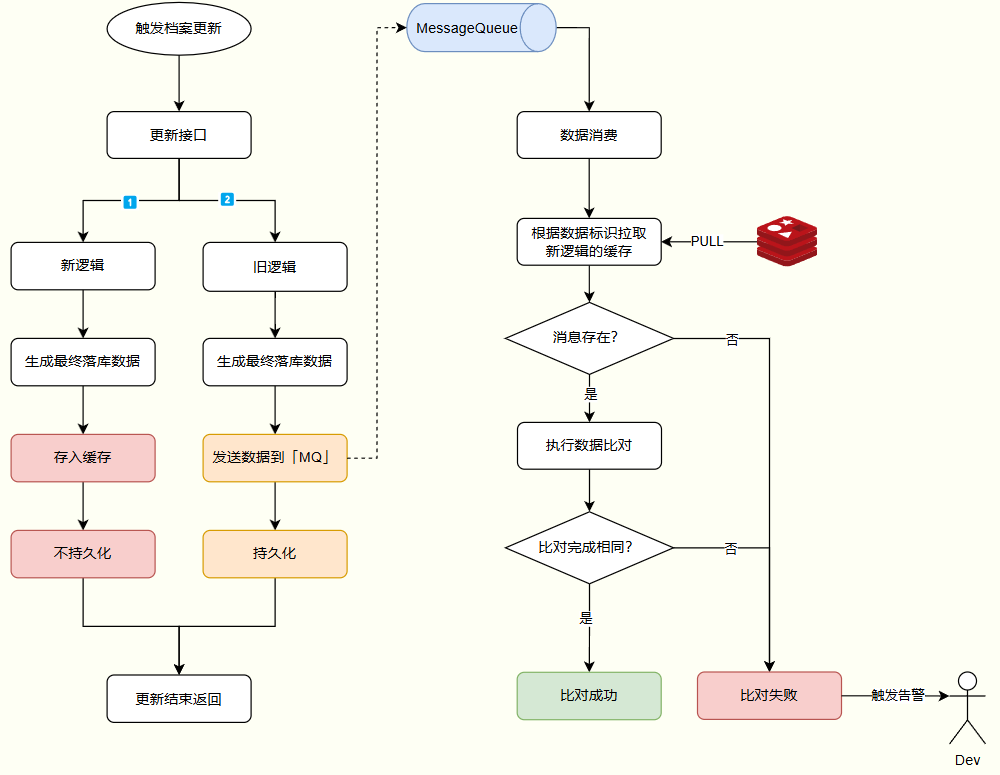 触发档案更新
更新接口
1
2
新逻辑
旧逻辑
生成最终落库数据
生成最终落库数据
存入缓存
发送数据到「MQ」
不持久化
持久化
更新结束返回
MessageQueue
数据消费
根据数据标识拉取
新逻辑的缓存
PULL
消息存在?
否
是
执行数据比对
比对完成相同?
否
是
比对成功
比对失败
触发告警
Dev